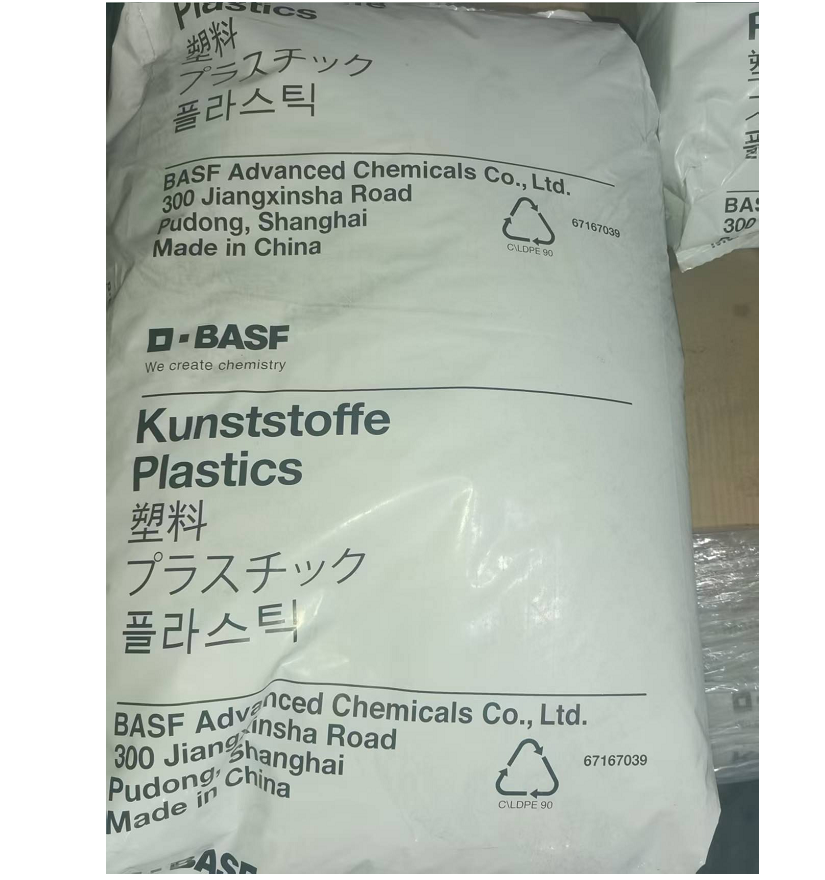 Plastics
塑料
プラスチック
플라스틱
BASF Advanced Chemicals Co., Ltd.
300 Jiangxinsha Road
Pudong, Shanghai
Made in China
67167039
C\LDPE 90
BASF
We create chemistry
Kunststoffe
Plastics
塑料
プラスチック
플라스틱
BASF Advanced Chemicals Co., Ltd.
300 Jiangxinsha Road
Pudong, Shanghai
Made in China
67167039
C\LDPE 90
BASF
BAS
300